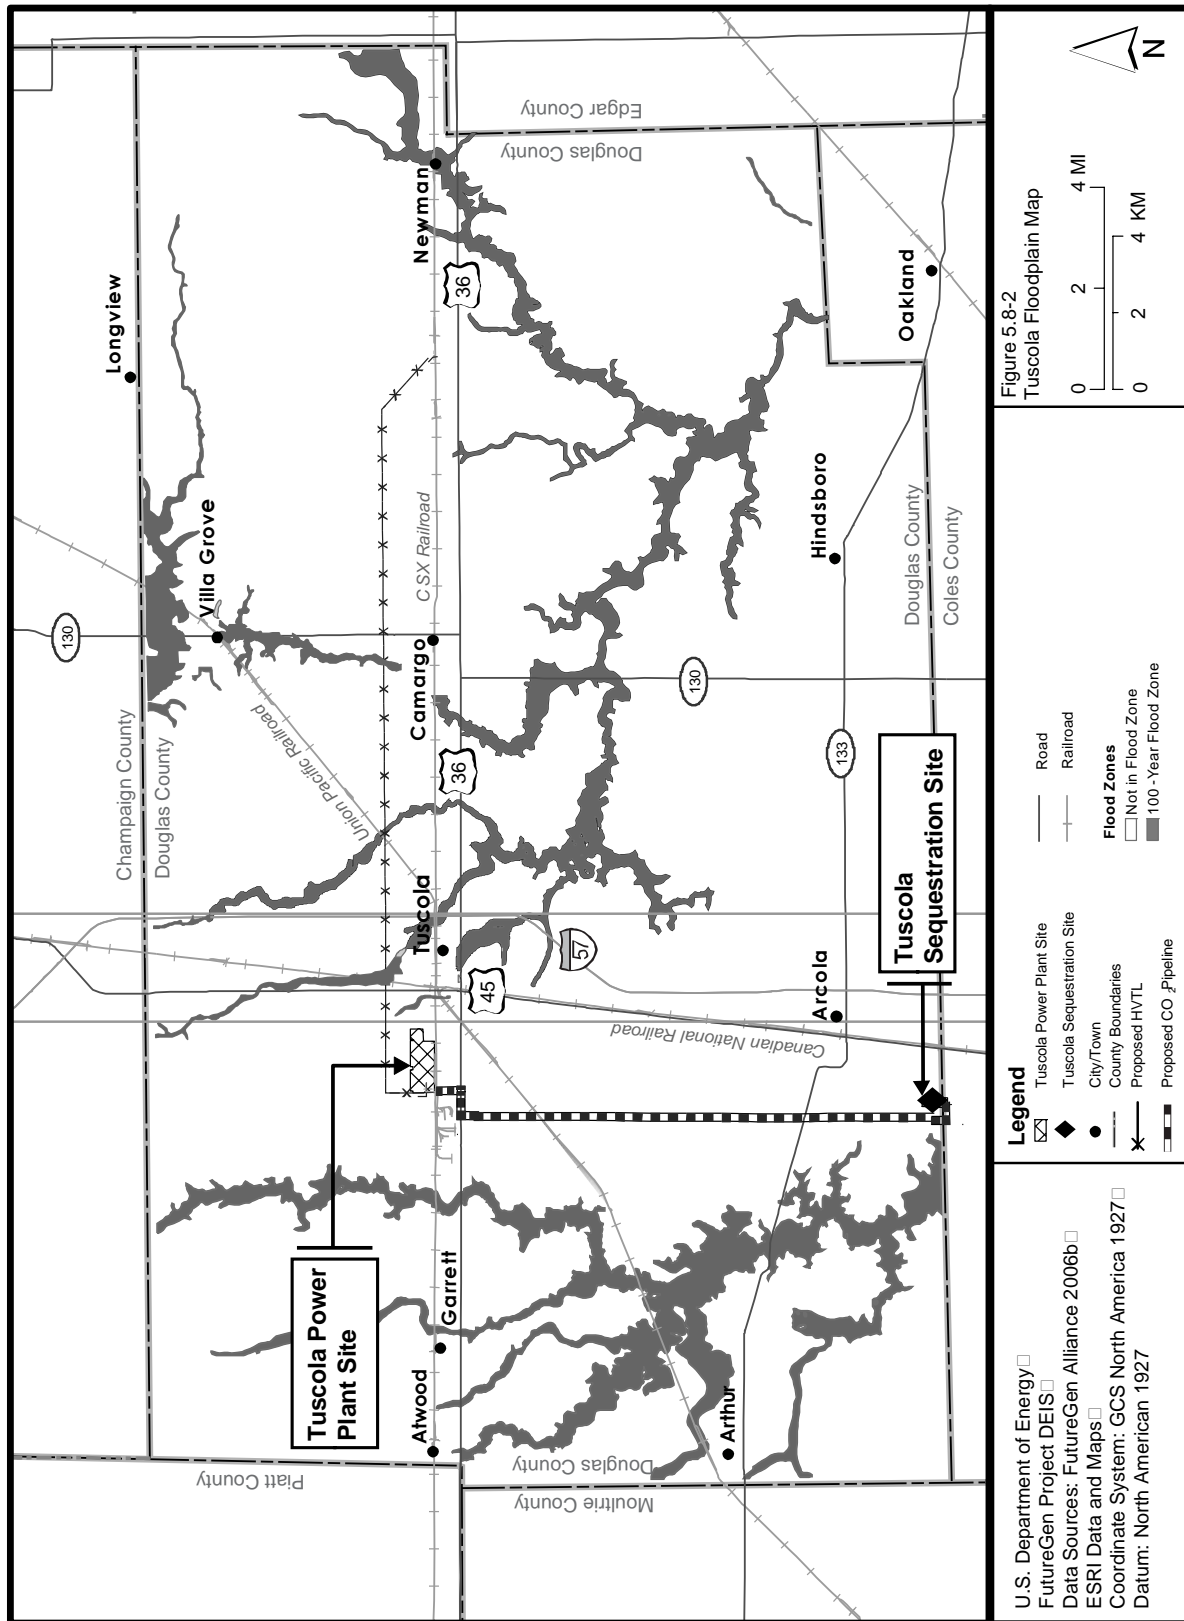 Champaign County
Douglas County
130
Longview
Villa Grove
Union Pacific Railroad
Piatt County
Tuscola Power
Plant Site
Atwood
Garrett
Tuscola
Camargo
CSX Railroad
Newman
36
36
45
57
Moultrie County
Douglas County
Douglas County
Edgar County
Arthur
Canadian National Railroad
Arcola
133
130
Hindsboro
Oakland
Tuscola
Sequestration Site
Douglas County
Coles County
U.S. Department of Energy□
FutureGen Project DEIS□
Data Sources: FutureGen Alliance 2006b□
ESRI Data and Maps□
Coordinate System: GCS North America 1927□
Datum: North American 1927
Legend
Tuscola Power Plant Site
Tuscola Sequestration Site
City/Town
County Boundaries
Proposed HVTL
Proposed CO2 Pipeline
Road
Railroad
Flood Zones
Not in Flood Zone
100 -Year Flood Zone
Figure 5.8-2
Tuscola Floodplain Map
0 2 4 MI
0 2 4 KM
N